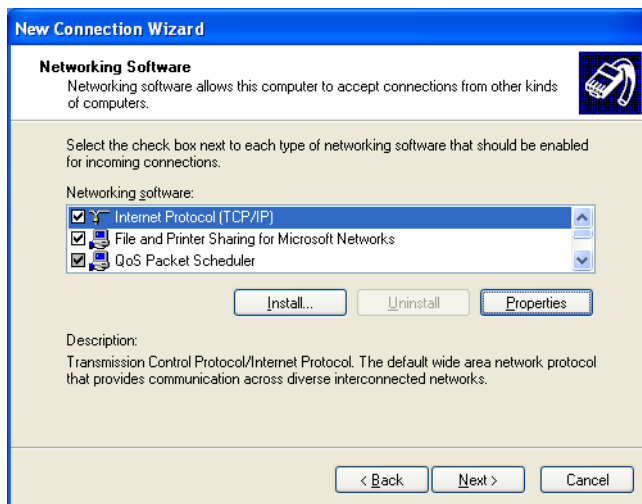 New Connection Wizard
Networking Software
Networking software allows this computer to accept connections from other kinds
of computers.
Select the check box next to each type of networking software that should be enabled
for incoming connections.
Networking software:
Internet Protocol (TCP/IP)
File and Printer Sharing for Microsoft Networks
QoS Packet Scheduler
Install...
Uninstall
Properties
Description:
Transmission Control Protocol/Internet Protocol. The default wide area network protocol
that provides communication across diverse interconnected networks.
< Back
Next >
Cancel